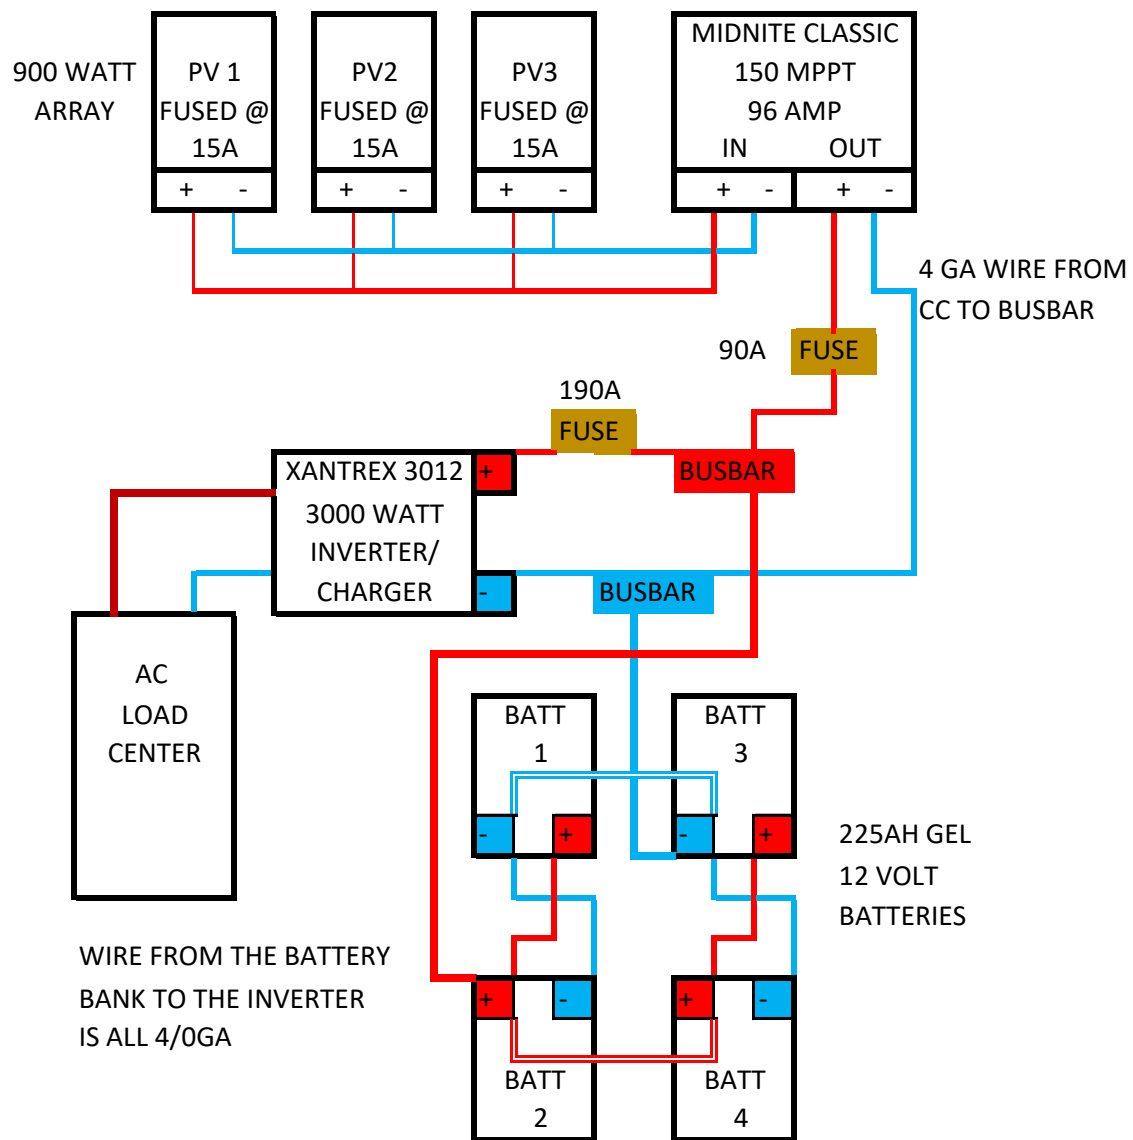 900 WATT
ARRAY
PV 1
FUSED @
15A
+ -
PV2
FUSED @
15A
+ -
PV3
FUSED @
15A
+ -
MIDNITE CLASSIC
150 MPPT
96 AMP
IN OUT
+ - + -
4 GA WIRE FROM
CC TO BUSBAR
90A
FUSE
190A
FUSE
XANTREX 3012
3000 WATT
INVERTER/
CHARGER
+
-
BUSBAR
BUSBAR
AC
LOAD
CENTER
BATT
1
- +
BATT
3
- +
225AH GEL
12 VOLT
BATTERIES
WIRE FROM THE BATTERY
BANK TO THE INVERTER
IS ALL 4/0GA
+ -
BATT
2
+ -
BATT
4